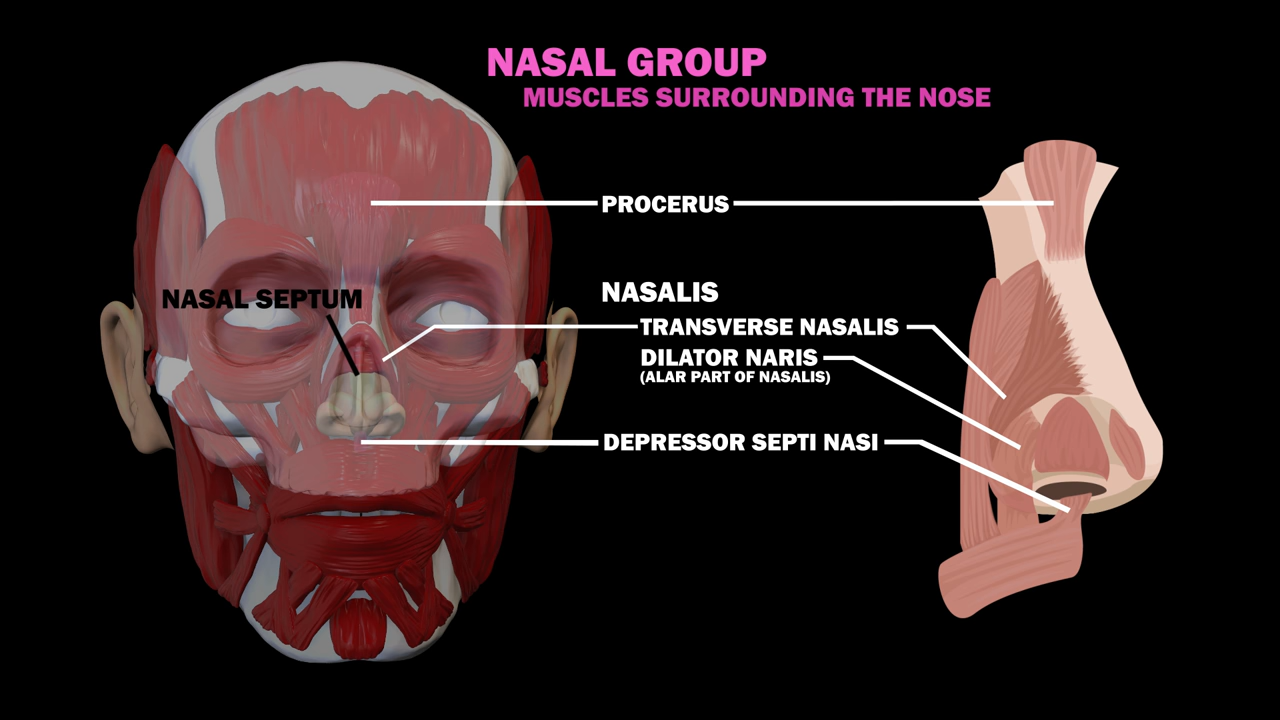 NASAL GROUP
MUSCLES SURROUNDING THE NOSE
PROCERUS
NASAL SEPTUM
NASALIS
TRANSVERSE NASALIS
DILATOR NARIS
(ALAR PART OF NASALIS)
DEPRESSOR SEPTI NASI